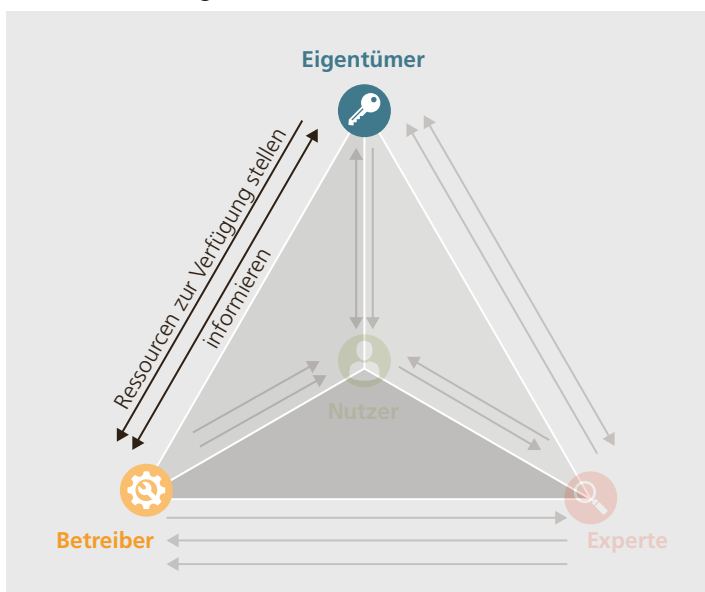 Eigentümer
Ressourcen zur Verfügung stellen
informieren
Nutzer
Betreiber
Experte